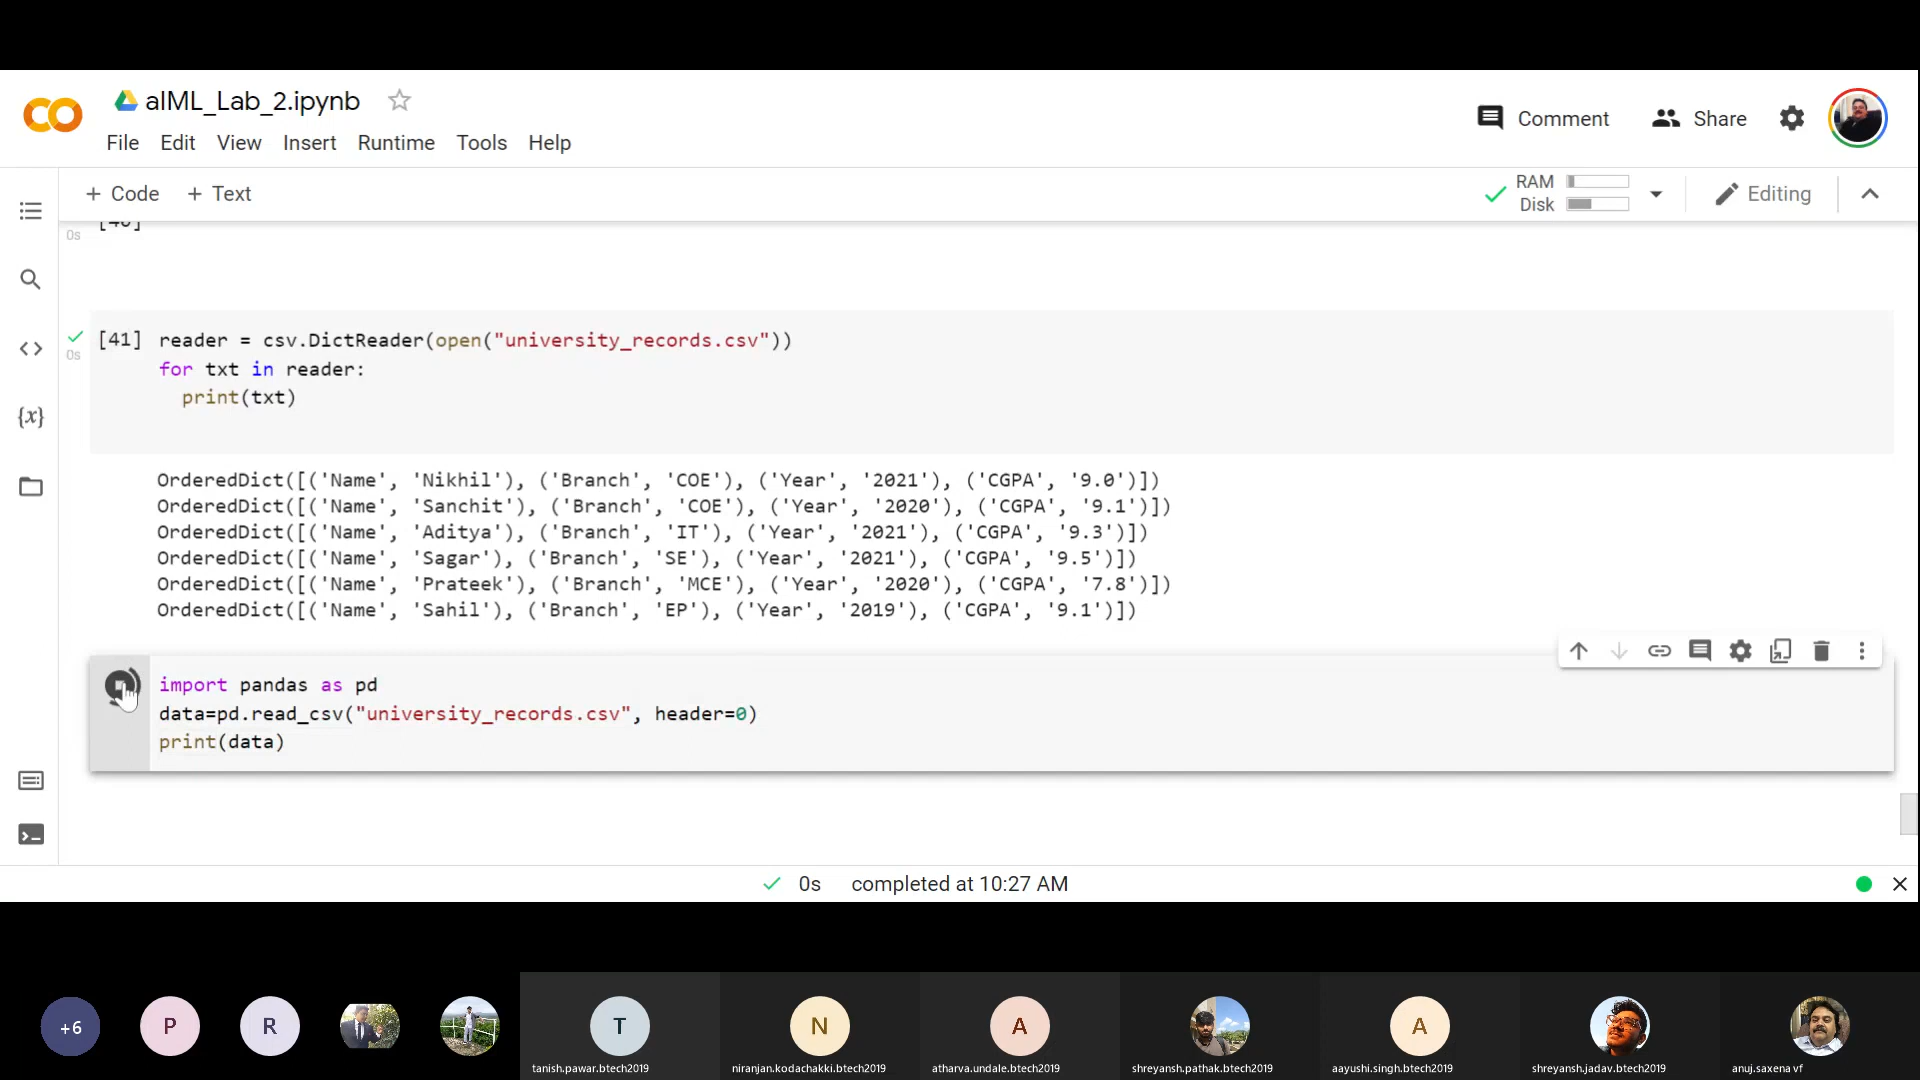 aIML_Lab_2.ipynb
Comment
Share
File Edit View Insert Runtime Tools Help
+ Code + Text
RAM
Disk
Editing
[40]
0s
[41] reader = csv.DictReader(open("university_records.csv"))
0s
for txt in reader:
print(txt)
{x}
OrderedDict([('Name', 'Nikhil'), ('Branch', 'COE'), ('Year', '2021'), ('CGPA', '9.0')])
OrderedDict([('Name', 'Sanchit'), ('Branch', 'COE'), ('Year', '2020'), ('CGPA', '9.1')])
OrderedDict([('Name', 'Aditya'), ('Branch', 'IT'), ('Year', '2021'), ('CGPA', '9.3')])
OrderedDict([('Name', 'Sagar'), ('Branch', 'SE'), ('Year', '2021'), ('CGPA', '9.5')])
OrderedDict([('Name', 'Prateek'), ('Branch', 'MCE'), ('Year', '2020'), ('CGPA', '7.8')])
OrderedDict([('Name', 'Sahil'), ('Branch', 'EP'), ('Year', '2019'), ('CGPA', '9.1')])
import pandas as pd
data=pd.read_csv("university_records.csv", header=0)
print(data)
0s completed at 10:27 AM
+6 P R T N A A
tanish.pawar.btech2019 niranjan.kodachakki.btech2019 atharva.undale.btech2019 shreyansh.pathak.btech2019 aayushi.singh.btech2019 shreyansh.jadav.btech2019 anuj.saxena vf